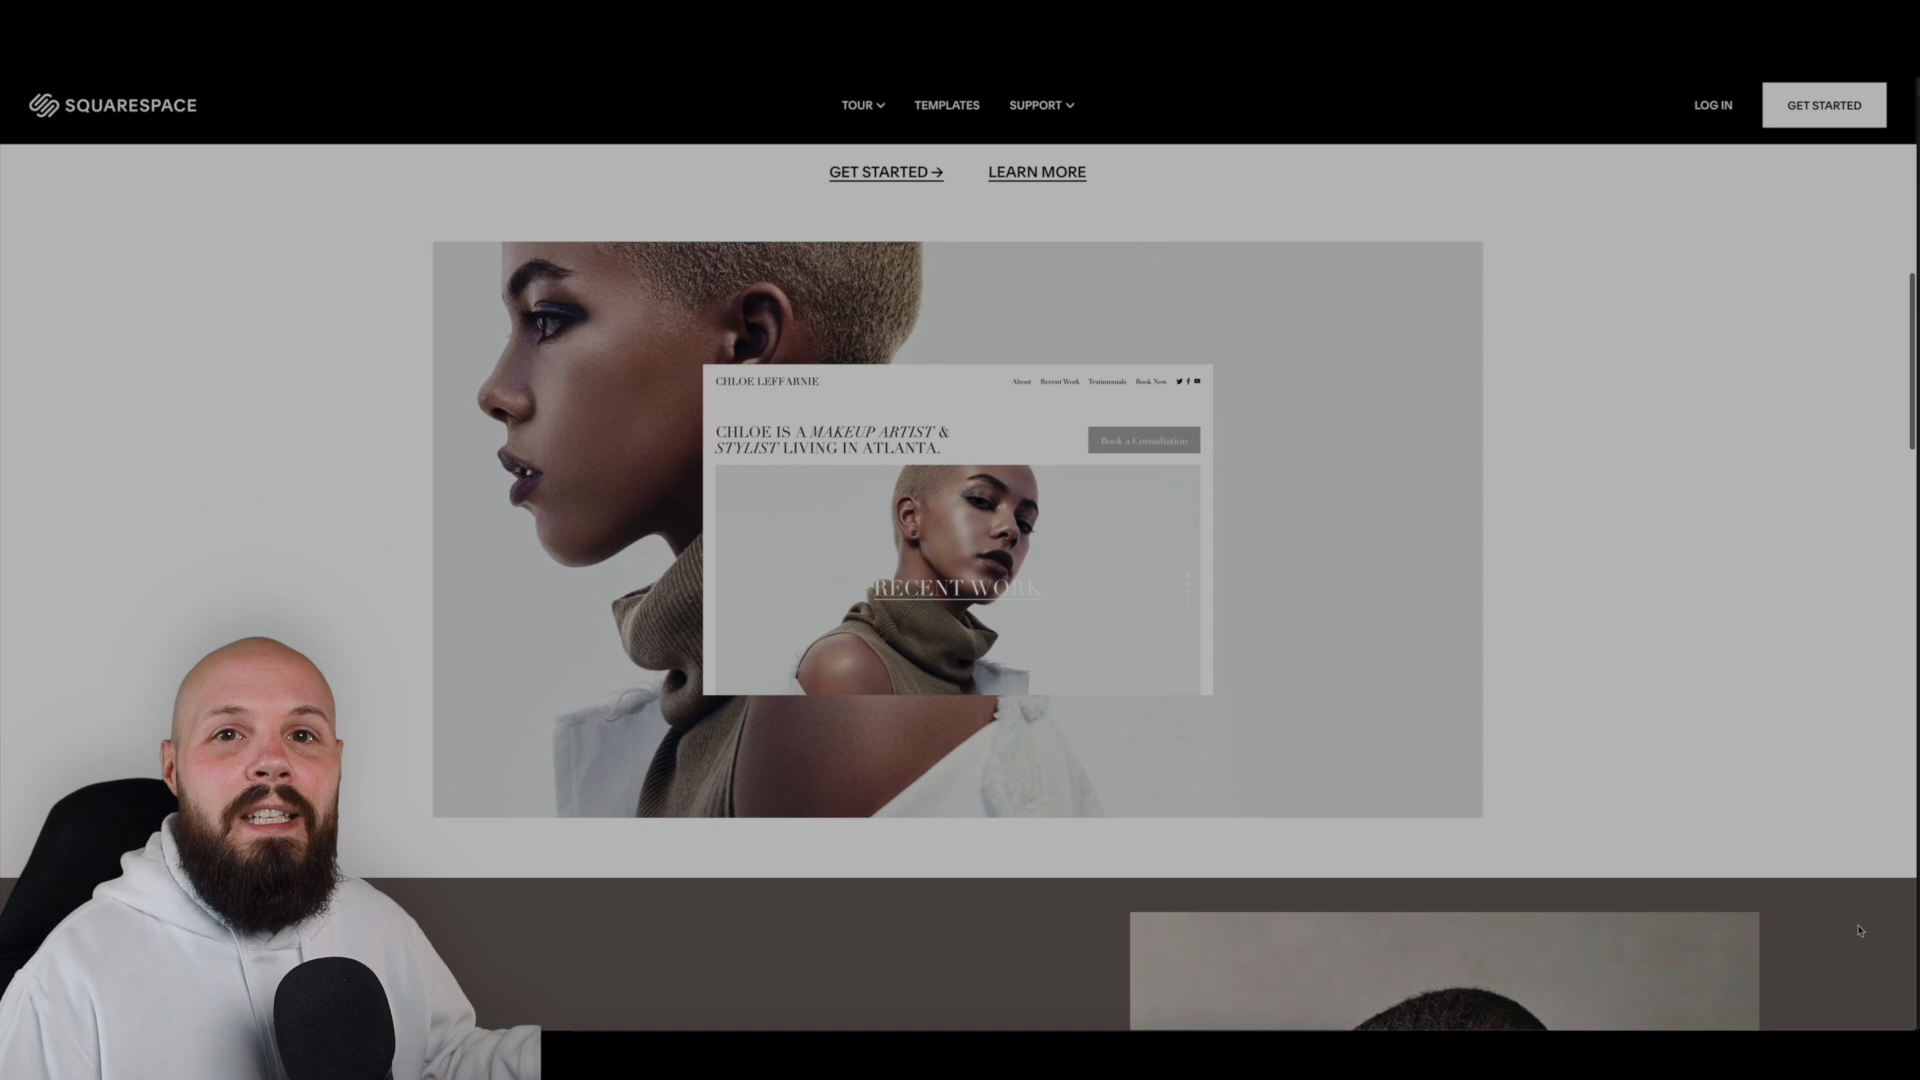 SQUARESPACE
TOUR
TEMPLATES
SUPPORT
LOG IN
GET STARTED
GET STARTED →
LEARN MORE
CHLOE LEFFARNIE
About
Recent Work
Testimonials
Book Now
CHLOE IS A MAKEUP ARTIST &
STYLIST LIVING IN ATLANTA.
Book a Consultation
RECENT WORK